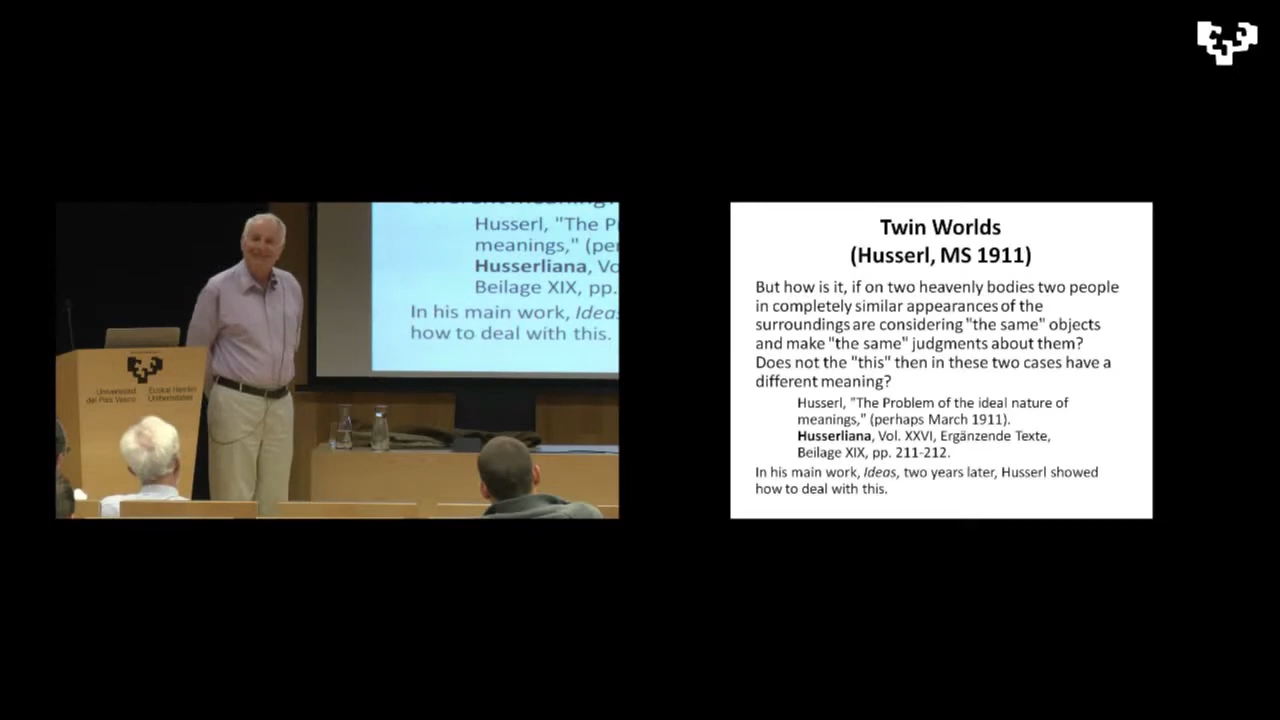 different meaning?
Husserl, "The P
meanings," (per
Husserliana, Vo
Beilage XIX, pp.
In his main work, Ideas
how to deal with this.
Universidad
del País Vasco
Euskal Herriko
Unibertsitatea
Twin Worlds
(Husserl, MS 1911)
But how is it, if on two heavenly bodies two people
in completely similar appearances of the
surroundings are considering "the same" objects
and make "the same" judgments about them?
Does not the "this" then in these two cases have a
different meaning?
Husserl, "The Problem of the ideal nature of
meanings," (perhaps March 1911).
Husserliana, Vol. XXVI, Ergänzende Texte,
Beilage XIX, pp. 211-212.
In his main work, Ideas, two years later, Husserl showed
how to deal with this.